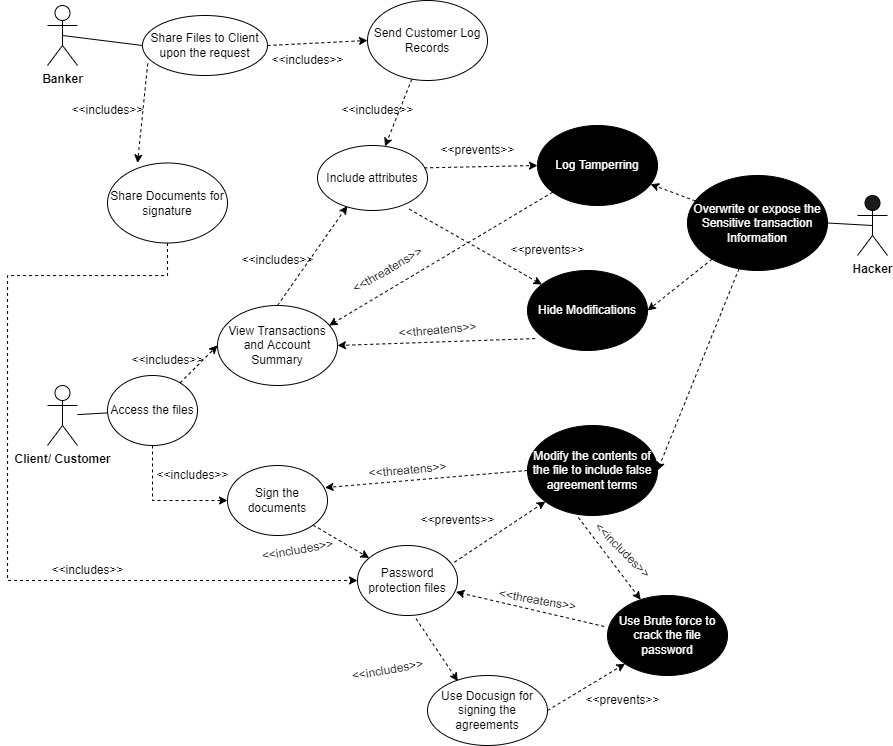 Send Customer Log
Records
Share Files to Client
upon the request
<<includes>>
Banker
<<includes>>
<<includes>>
<<prevents>>
Log Tamperring
Include attributes
Share Documents for
signature
Overwrite or expose the
Sensitive transaction
Information
<<prevents>>
<<includes>>
<<threatens>>
Hacker
Hide Modifications
View Transactions
and Account
Summary
<<threatens>>
<<includes>>
Access the files
Client/ Customer
Modify the contents of
the file to include false
agreement terms
<<threatens>>
<<includes>>
Sign the
documents
<<prevents>>
<<includes>>
<<includes>>
<<includes>>
Password
protection files
<<threatens>>
Use Brute force to
crack the file
password
<<includes>>
Use Docusign for
signing the
agreements
<<prevents>>